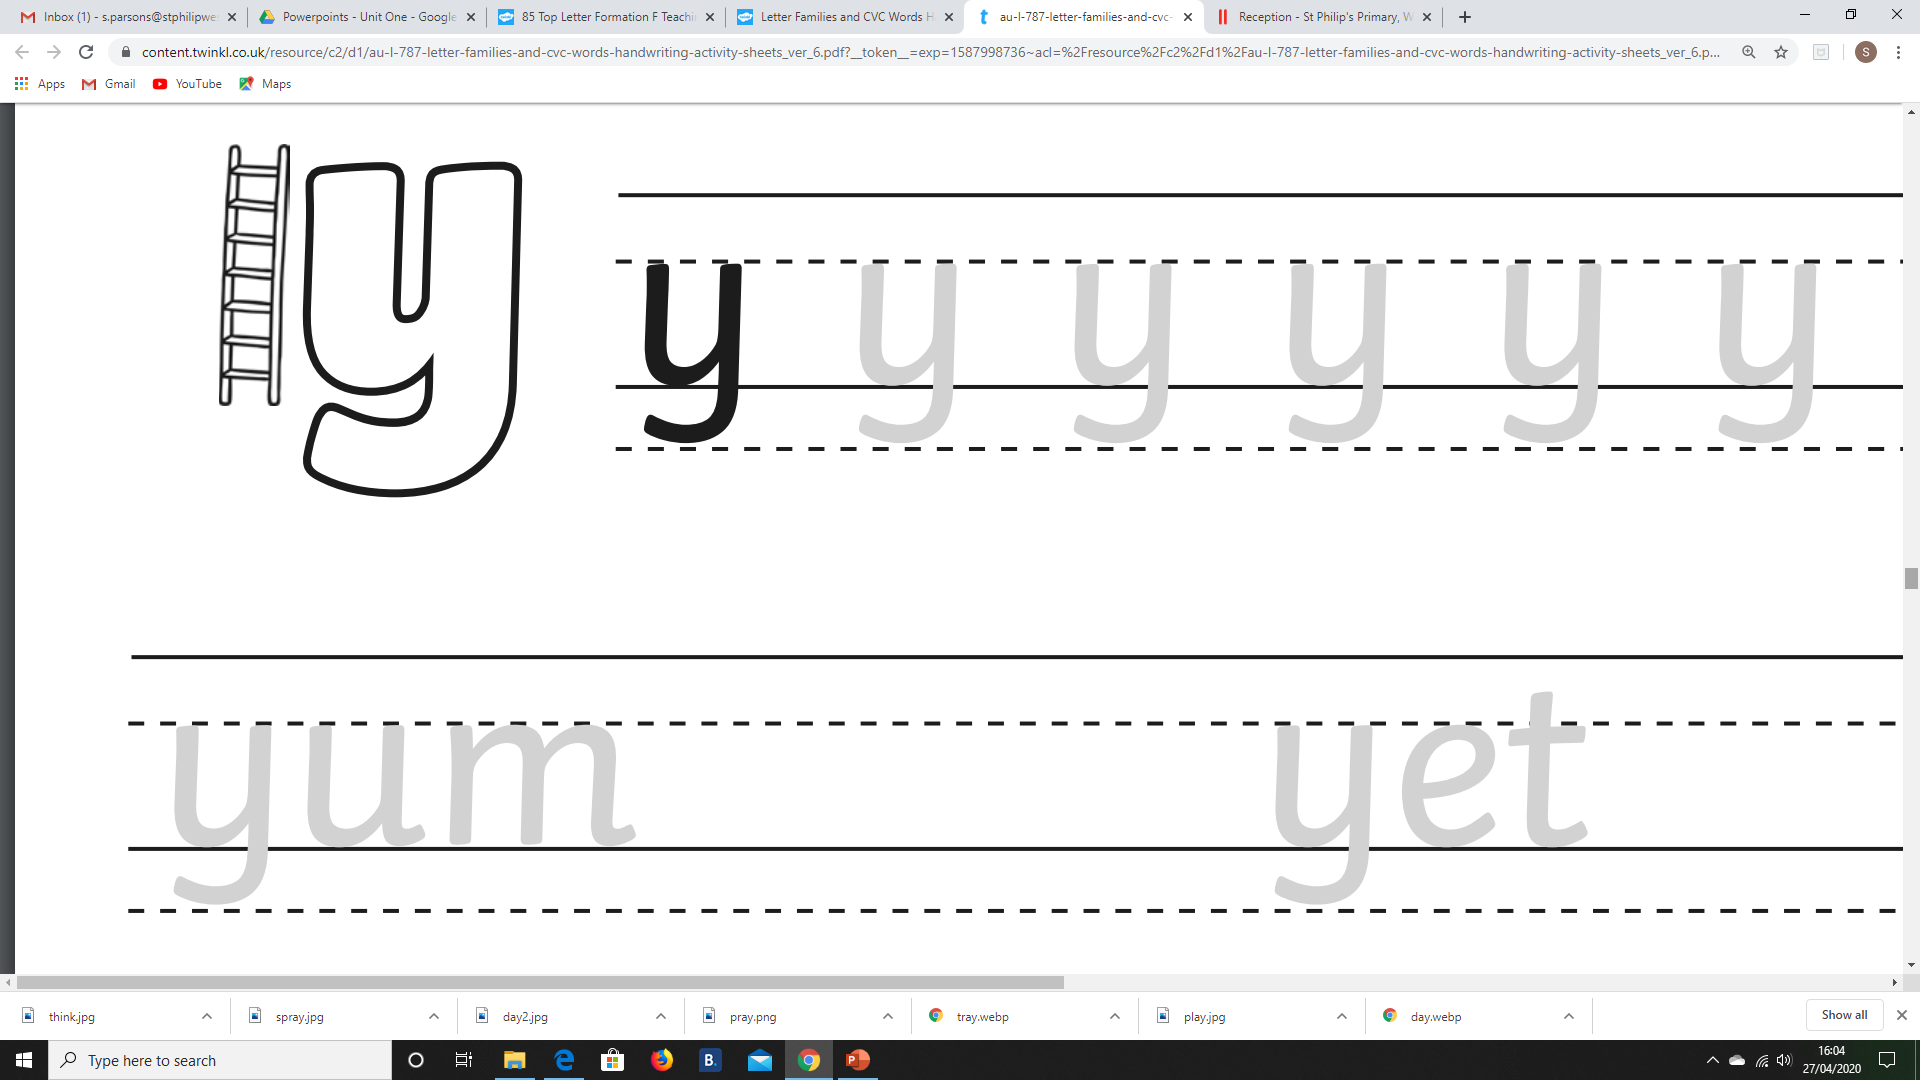 Inbox (1) - s.parsons@stphilipwe
Powerpoints - Unit One - Google
85 Top Letter Formation F Teachi
Letter Families and CVC Words H
au-l-787-letter-families-and-cvc-
Reception - St Philip's Primary, W
content.twinkl.co.uk/resource/c2/d1/au-l-787-letter-families-and-cvc-words-handwriting-activity-sheets_ver_6.pdf?__token__=exp=1587998736~acl=%2Fresource%2Fc2%2Fd1%2Fau-l-787-letter-families-and-cvc-words-handwriting-activity-sheets_ver_6.p...
S
Apps Gmail YouTube Maps
y
y y y y y y
yum yet
think.jpg spray.jpg day2.jpg pray.png tray.webp play.jpg day.webp Show all
Type here to search
B.
16:04
27/04/2020